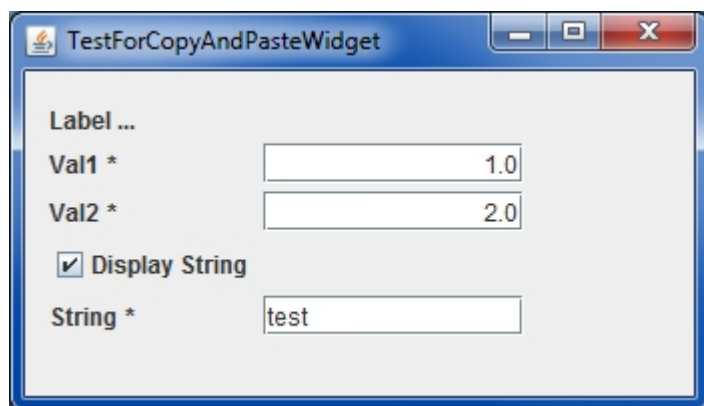 TestForCopyAndPasteWidget
Label ...
Val1 * 1.0
Val2 * 2.0
Display String
String * test